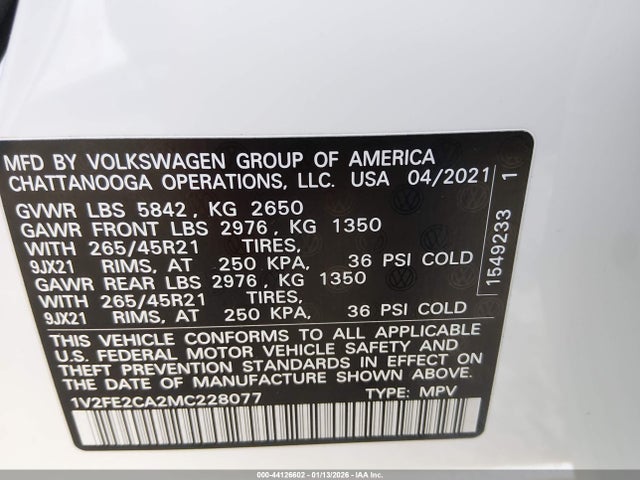 MFD BY VOLKSWAGEN GROUP OF AMERICA
CHATTANOOGA OPERATIONS, LLC. USA 04/2021
GVWR LBS 5842, KG 2650
GAWR FRONT LBS 2976, KG 1350
WITH 265/45R21 TIRES,
9JX21 RIMS, AT 250 KPA, 36 PSI COLD
GAWR REAR LBS 2976, KG 1350
WITH 265/45R21 TIRES,
9JX21 RIMS, AT 250 KPA, 36 PSI COLD
THIS VEHICLE CONFORMS TO ALL APPLICABLE
U.S. FEDERAL MOTOR VEHICLE SAFETY AND
THEFT PREVENTION STANDARDS IN EFFECT ON
THE DATE OF MANUFACTURE SHOWN ABOVE.
1V2FE2CA2MC228077 TYPE: MPV
1549233 1
000-44126602 - 01/13/2026 - IAA Corp.